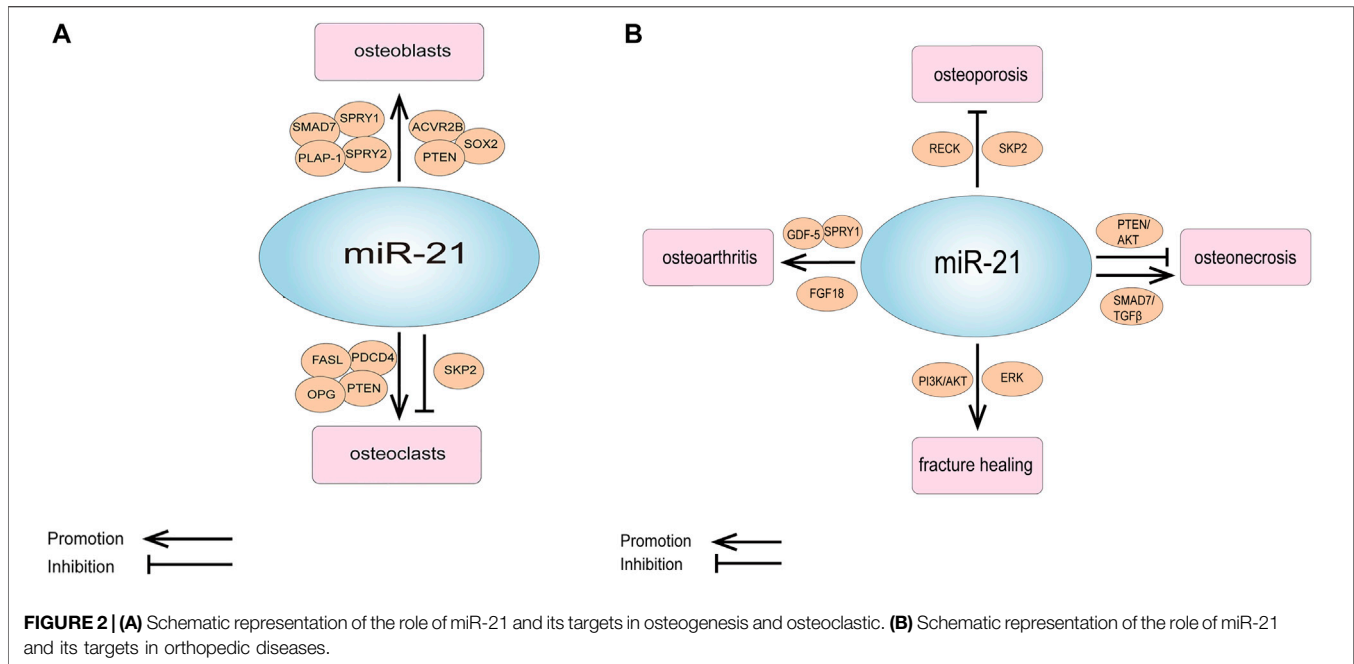 A
osteoblasts
SMAD7
SPRY1
PLAP-1
SPRY2
ACVR2B
SOX2
PTEN
miR-21
FASL
PDCD4
OPG
PTEN
SKP2
osteoclasts
Promotion
Inhibition
B
osteoporosis
RECK
SKP2
GDF-5
SPRY1
osteoarthritis
FGF18
miR-21
PTEN/
AKT
osteonecrosis
SMAD7/
TGFβ
PI3K/AKT
ERK
fracture healing
Promotion
Inhibition
FIGURE 2 | (A) Schematic representation of the role of miR-21 and its targets in osteogenesis and osteoclastic. (B) Schematic representation of the role of miR-21
and its targets in orthopedic diseases.